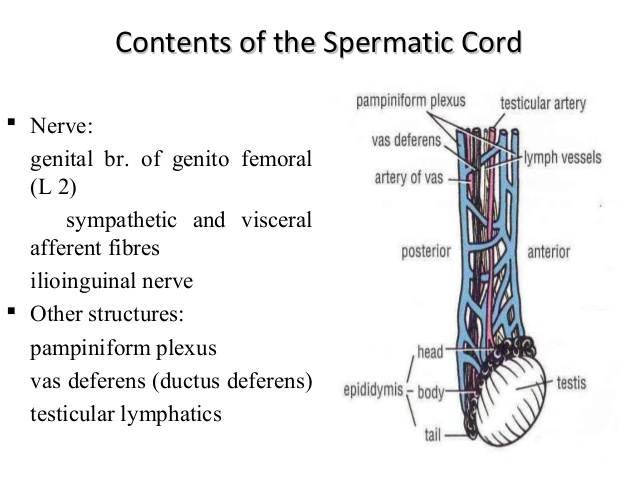 Contents of the Spermatic Cord
▪ Nerve:
genital br. of genito femoral
(L 2)
sympathetic and visceral
afferent fibres
ilioinguinal nerve
▪ Other structures:
pampiniform plexus
vas deferens (ductus deferens)
testicular lymphatics
pampiniform plexus
testicular artery
vas deferens
lymph vessels
artery of vas
posterior
anterior
head
epididymis
body
testis
tail